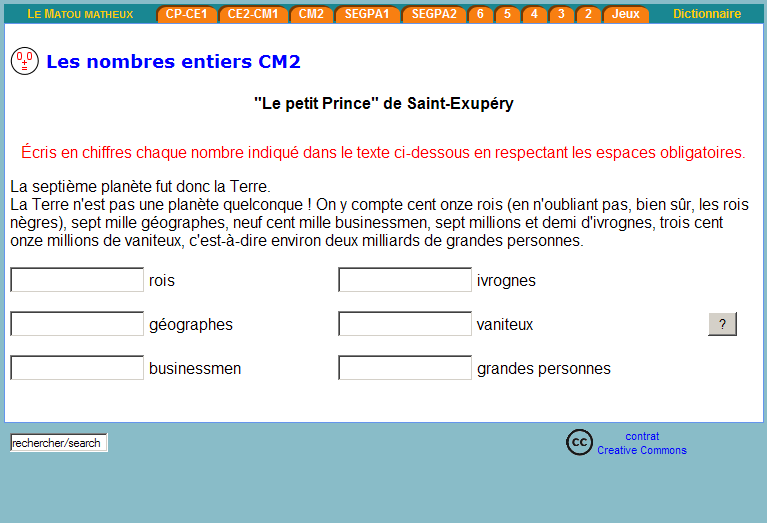 LE MATOU MATHEUX CP-CE1 CE2-CM1 CM2 SEGPA1 SEGPA2 6 5 4 3 2 Jeux Dictionnaire
Les nombres entiers CM2
"Le petit Prince" de Saint-Exupéry
Écris en chiffres chaque nombre indiqué dans le texte ci-dessous en respectant les espaces obligatoires.
La septième planète fut donc la Terre.
La Terre n'est pas une planète quelconque ! On y compte cent onze rois (en n'oubliant pas, bien sûr, les rois
nègres), sept mille géographes, neuf cent mille businessmen, sept millions et demi d'ivrognes, trois cent
onze millions de vaniteux, c'est-à-dire environ deux milliards de grandes personnes.
rois ivrognes
géographes vaniteux ?
businessmen grandes personnes
rechercher/search cc contrat
Creative Commons